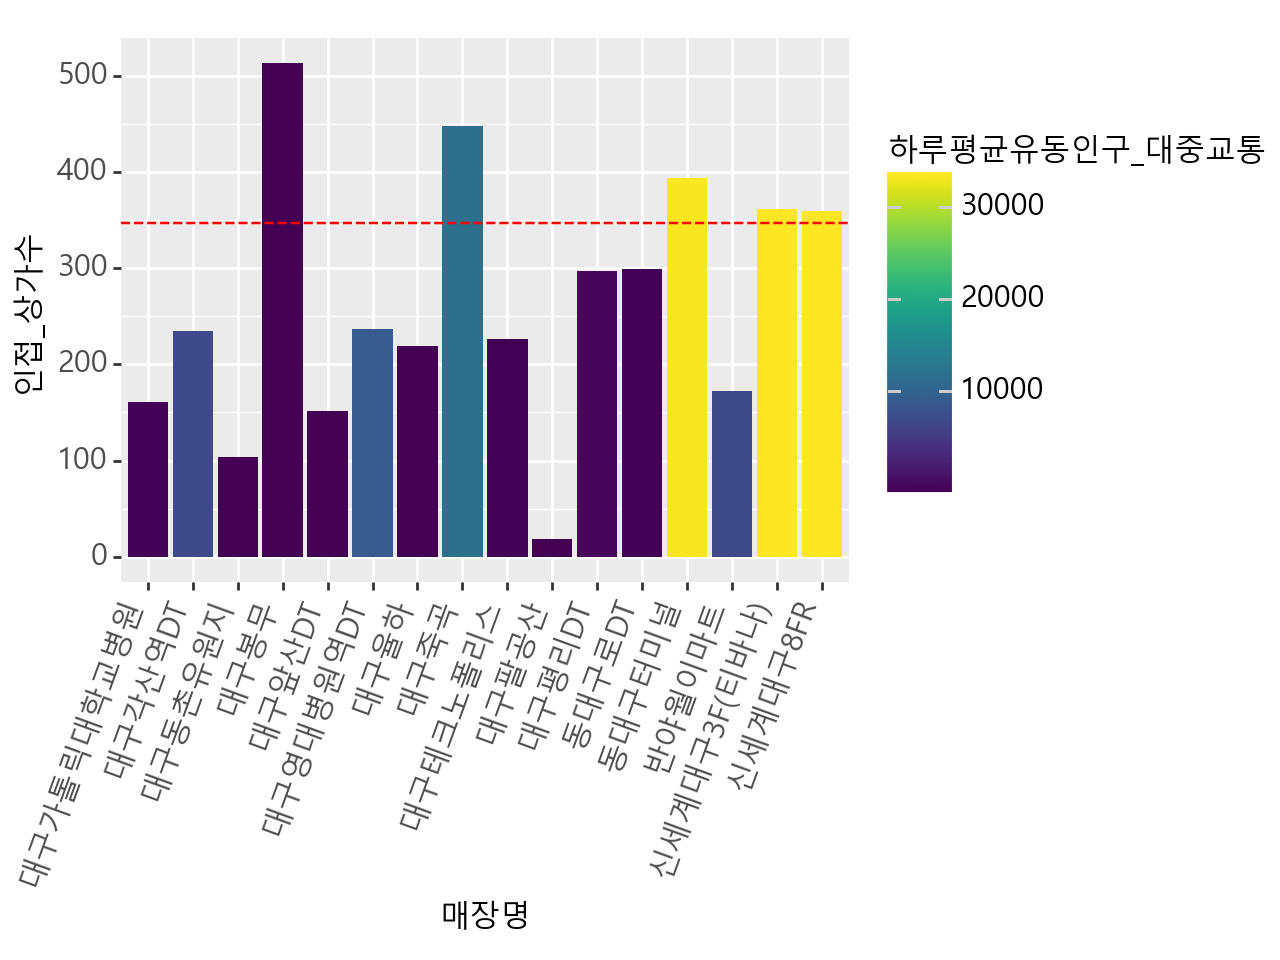 500
400
300
200
100
0
인접_상가수
대구가톨릭대학교병원
대구각산역DT
대구동촌유원지
대구봉무
대구앞산DT
대구영대병원역DT
대구율하
대구죽곡
대구테크노폴리스
대구팔공산
대구평리DT
동대구로DT
동대구터미널
반야월이마트
신세계대구3F(티바나)
신세계대구8FR
매장명
하루평균유동인구_대중교통
30000
20000
10000